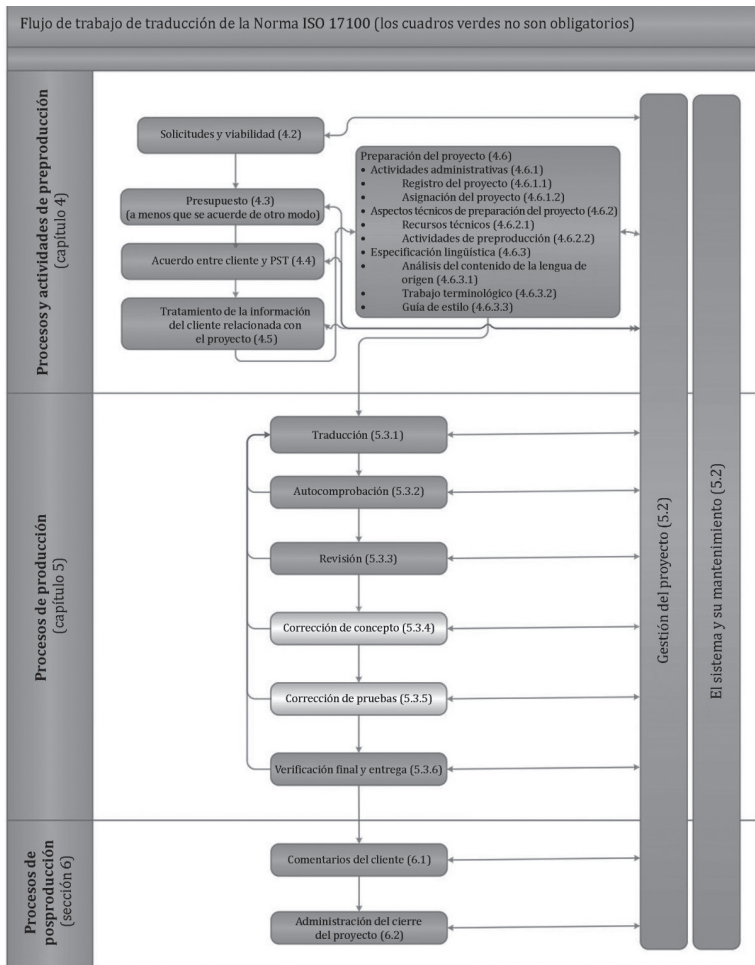 Flujo de trabajo de traducción de la Norma ISO 17100 (los cuadros verdes no son obligatorios)
Procesos y actividades de preproducción
(capítulo 4)
Solicitudes y viabilidad (4.2)
Presupuesto (4.3)
(a menos que se acuerde de otro modo)
Acuerdo entre cliente y PST (4.4)
Tratamiento de la información
del cliente relacionada con
el proyecto (4.5)
Preparación del proyecto (4.6)
• Actividades administrativas (4.6.1)
• Registro del proyecto (4.6.1.1)
• Asignación del proyecto (4.6.1.2)
• Aspectos técnicos de preparación del proyecto (4.6.2)
• Recursos técnicos (4.6.2.1)
• Actividades de preproducción (4.6.2.2)
• Especificación lingüística (4.6.3)
• Análisis del contenido de la lengua de
origen (4.6.3.1)
• Trabajo terminológico (4.6.3.2)
• Guía de estilo (4.6.3.3)
Procesos de producción
(capítulo 5)
Traducción (5.3.1)
Autocomprobación (5.3.2)
Revisión (5.3.3)
Corrección de concepto (5.3.4)
Corrección de pruebas (5.3.5)
Verificación final y entrega (5.3.6)
Procesos de
posproducción
(sección 6)
Comentarios del cliente (6.1)
Administración del cierre
del proyecto (6.2)
Gestión del proyecto (5.2)
El sistema y su mantenimiento (5.2)